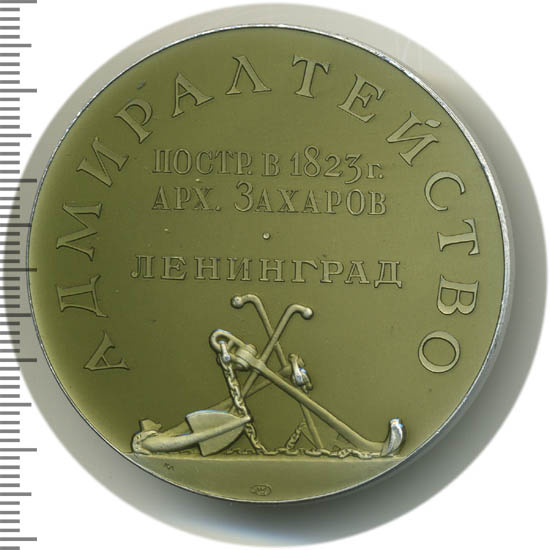 АДМИРАЛТЕЙСТВО
ПОСТР. В 1823 г.
АРХ. ЗАХАРОВ
·
ЛЕНИНГРАД